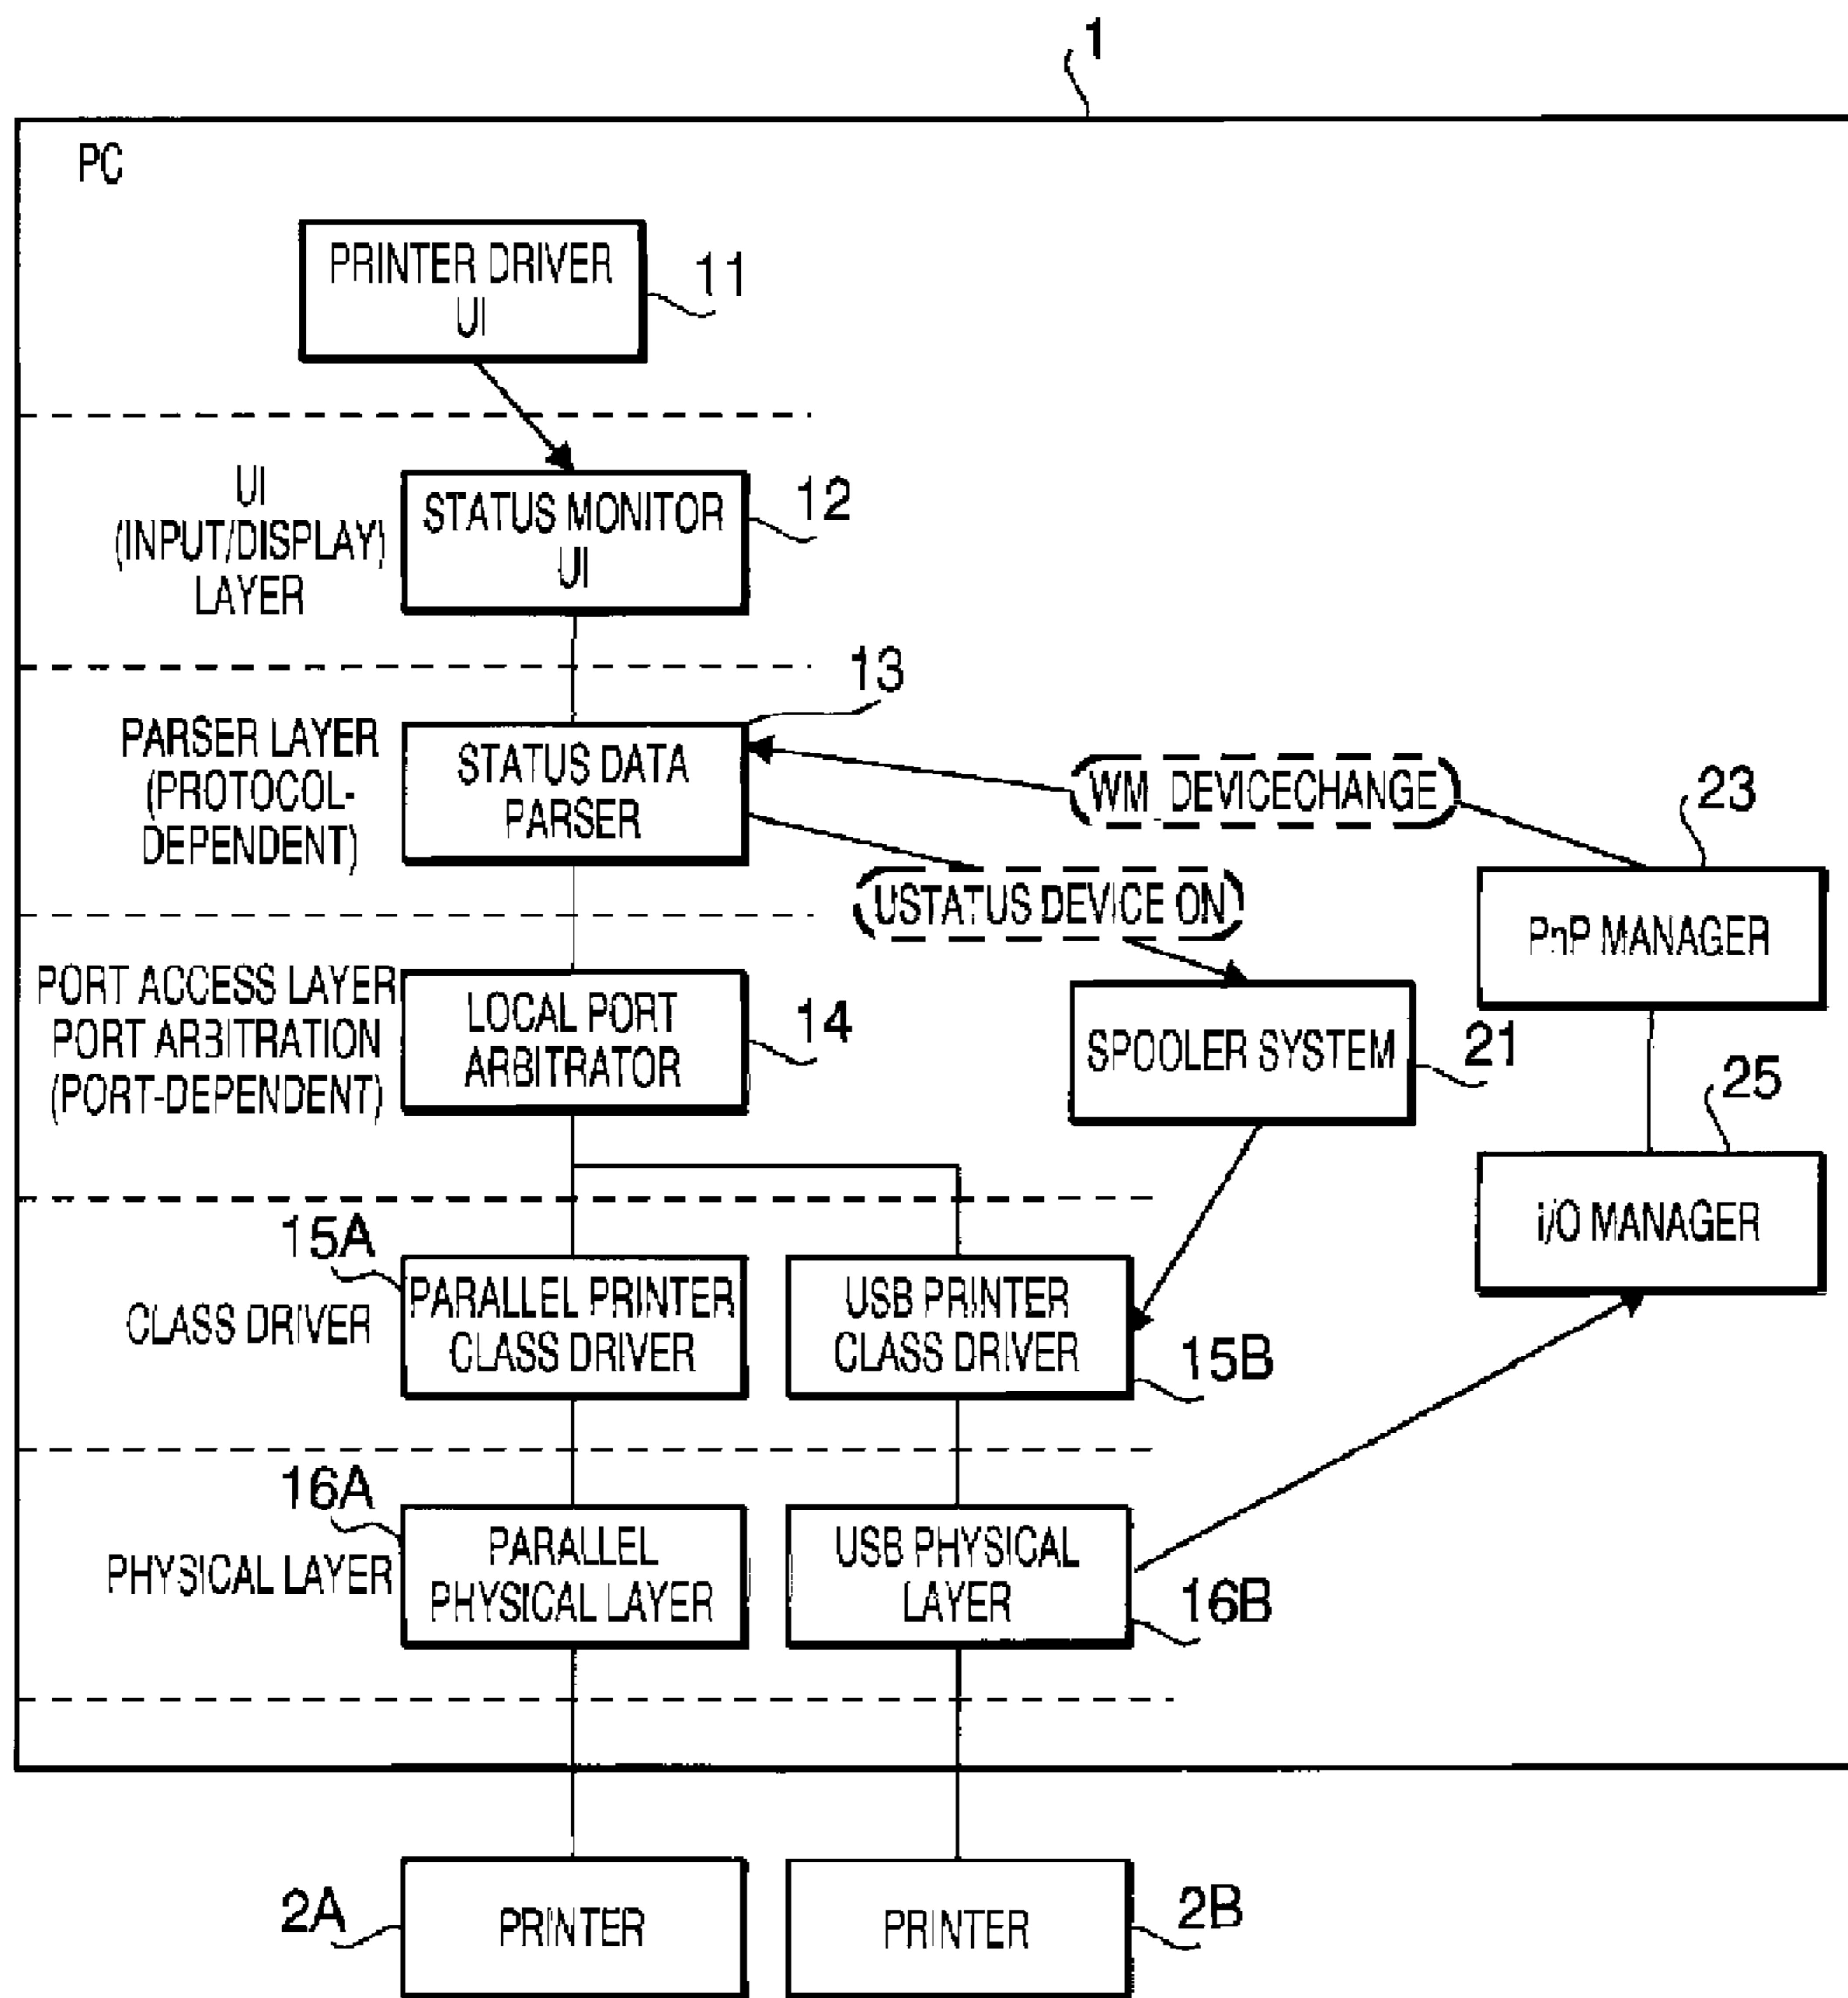 1
PC
PRINTER DRIVER
UI
11
UI
(INPUT/DISPLAY)
LAYER
STATUS MONITOR
UI
12
PARSER LAYER
(PROTOCOL-
DEPENDENT)
STATUS DATA
PARSER
13
WM_DEVICECHANGE
USTATUS DEVICE ON
23
PnP MANAGER
PORT ACCESS LAYER
PORT ARBITRATION
(PORT-DEPENDENT)
LOCAL PORT
ARBITRATOR
14
SPOOLER SYSTEM
21
25
i/O MANAGER
CLASS DRIVER
15A
PARALLEL PRINTER
CLASS DRIVER
USB PRINTER
CLASS DRIVER
15B
PHYSICAL LAYER
16A
PARALLEL
PHYSICAL LAYER
USB PHYSICAL
LAYER
16B
2A
PRINTER
PRINTER
2B